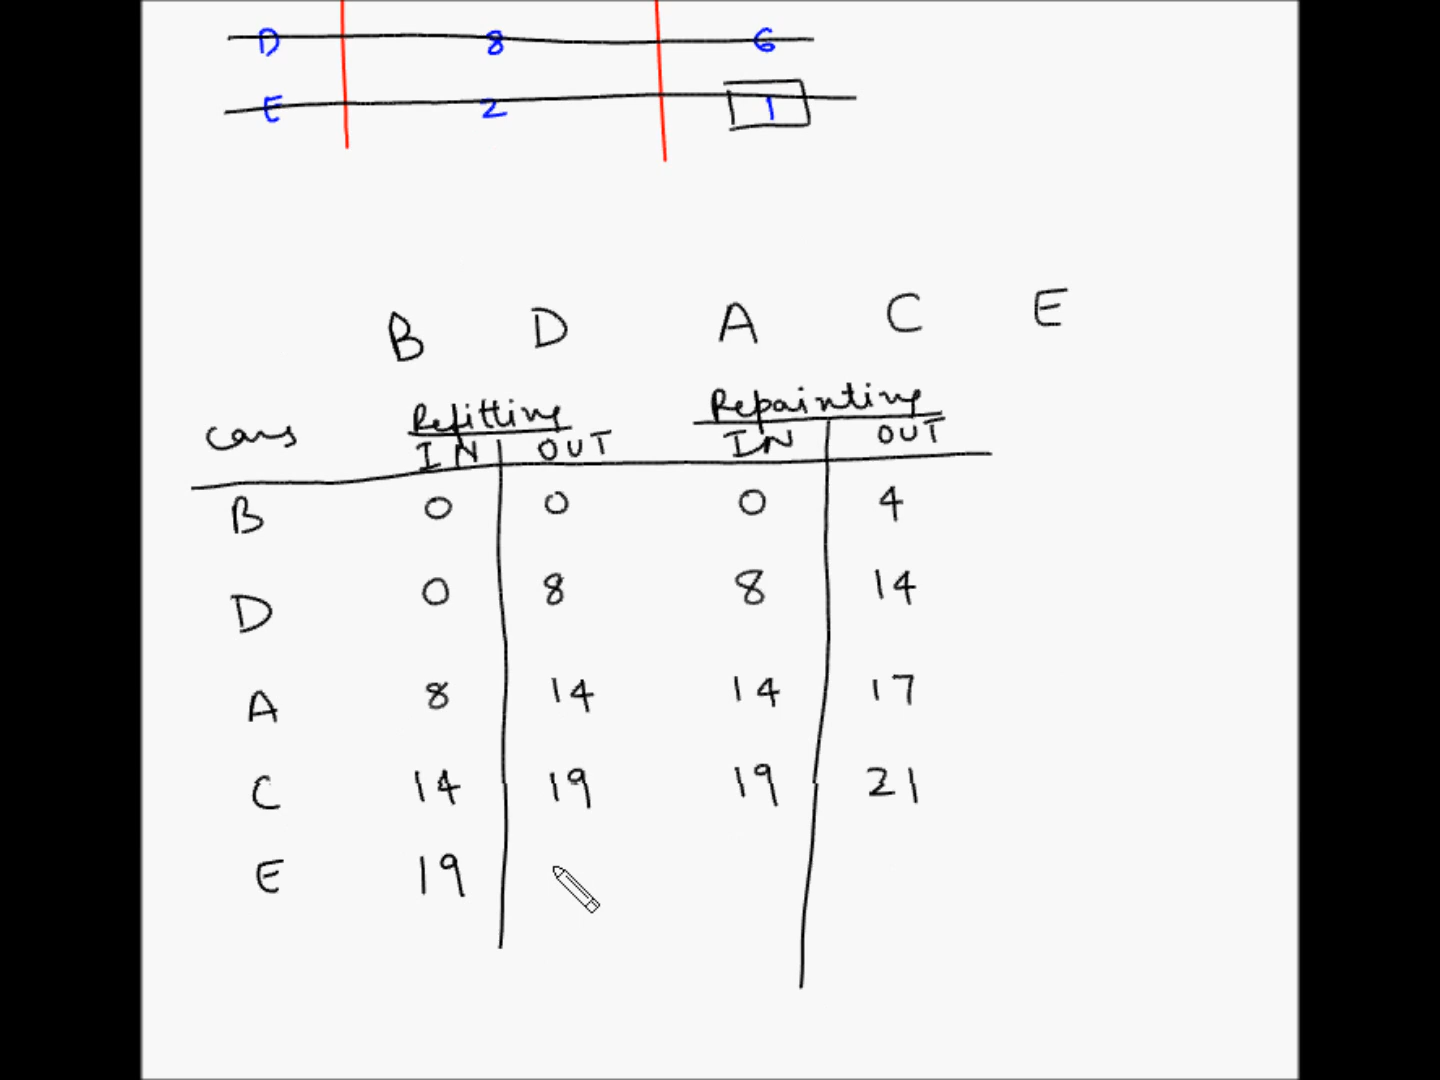 D 8 6
E 2 1
B D A C E
cars Refitting Repainting
IN OUT IN OUT
B 0 0 0 4
D 0 8 8 14
A 8 14 14 17
C 14 19 19 21
E 19